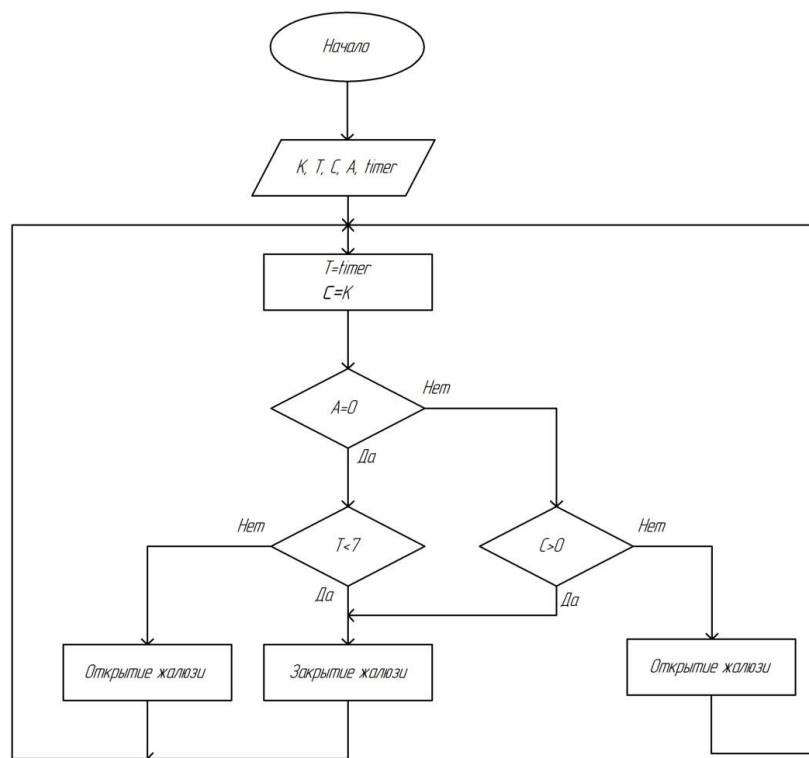 Начало
K, T, C, A, timer
T=timer
C=K
A=0
Нет
Да
Нет
T<7
C>0
Нет
Да
Да
Открытие жалюзи
Закрытие жалюзи
Открытие жалюзи